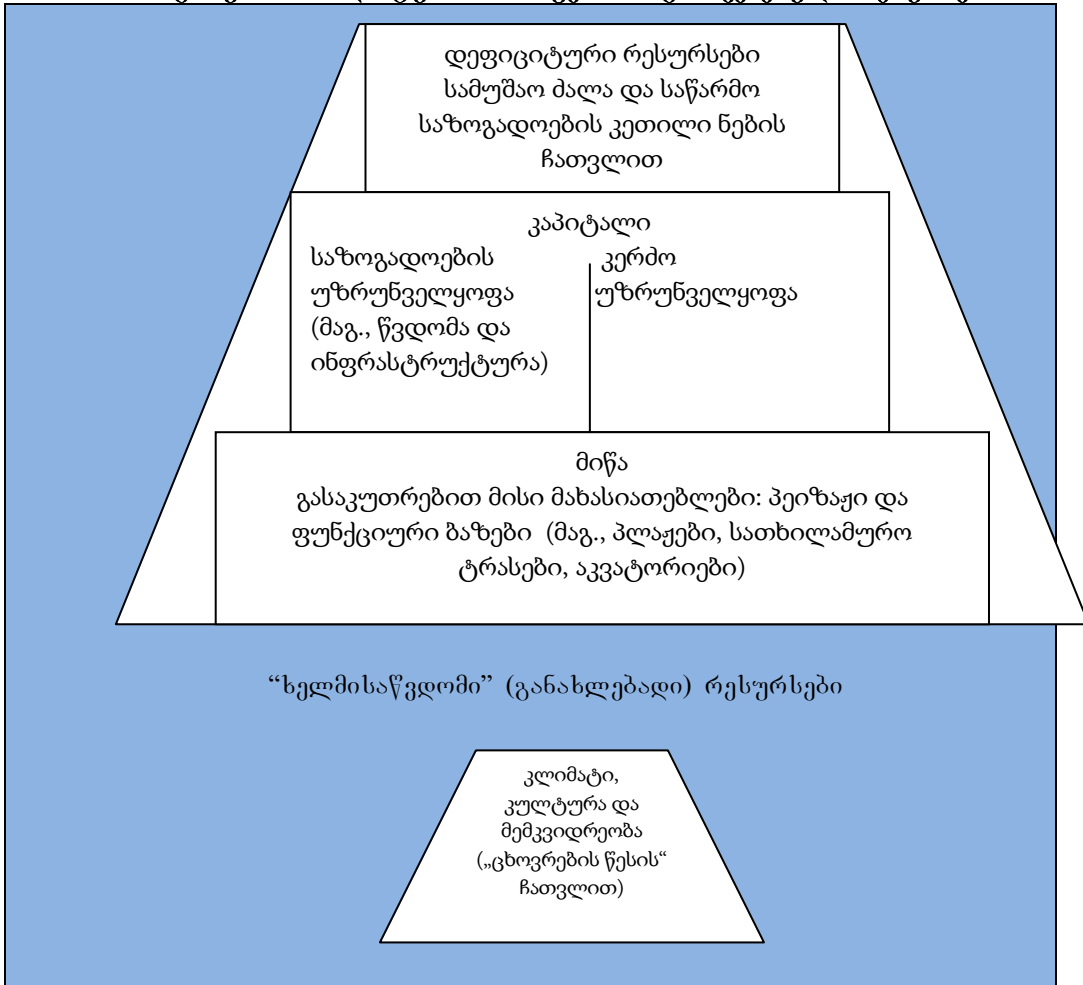 დეფიციტური რესურსები
სამუშაო ძალა და საწარმო
საზოგადოების კეთილი ნების
ჩათვლით
კაპიტალი
საზოგადოების
უზრუნველყოფა
(მაგ., წვდომა და
ინფრასტრუქტურა)
კერძო
უზრუნველყოფა
მიწა
გასაკუთრებით მისი მახასიათებლები: პეიზაჟი და
ფუნქციური ბაზები (მაგ., პლაჟები, სათხილამურო
ტრასები, აკვატორიები)
“ხელმისაწვდომი” (განახლებადი) რესურსები
კლიმატი,
კულტურა და
მემკვიდრეობა
(„ცხოვრების წესის“
ჩათვლით)